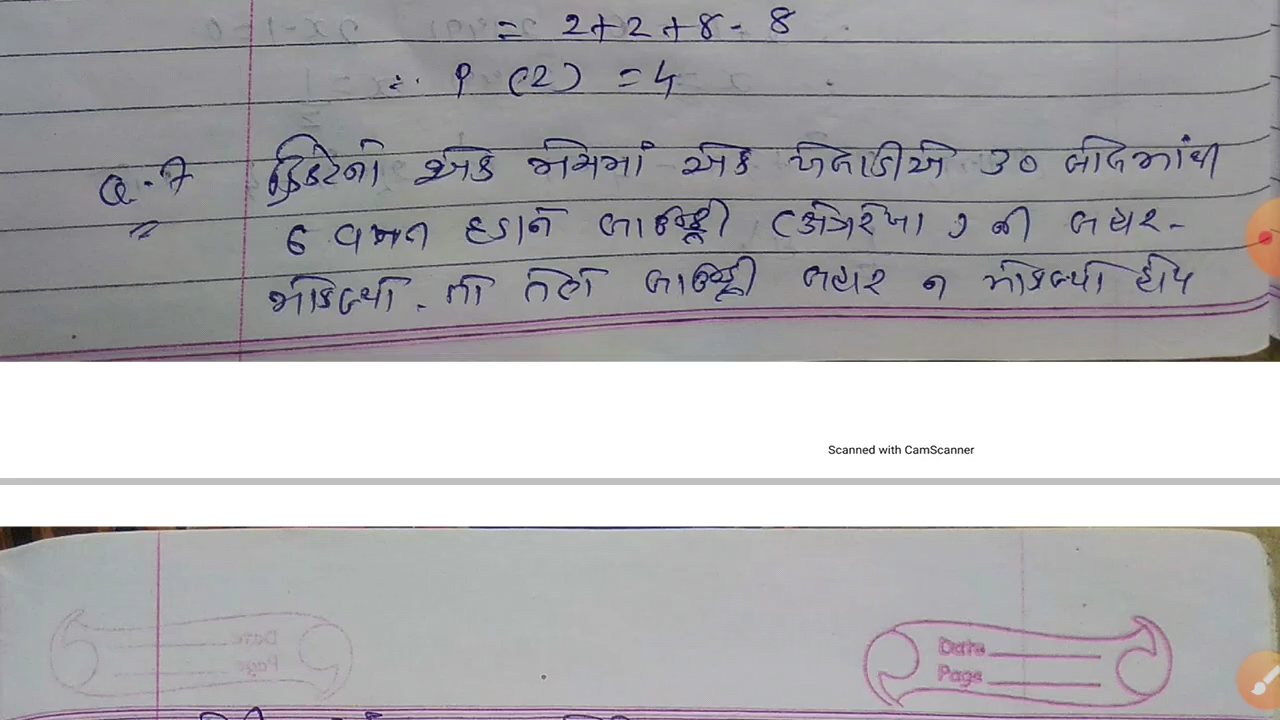 = 2+2+8-8
∴ P (2) = 4
Q.7 ક્રિકેટની એક મેચમાં એક ખેલાડીએ 30 બોલમાંથી
6 વખત દડાને બાઉન્ડ્રી (સીમારેખા) ની બહાર-
મોકલ્યો. તો તેણે બાઉન્ડ્રી બહાર ન મોકલ્યો હોય
Scanned with CamScanner
Date
Page